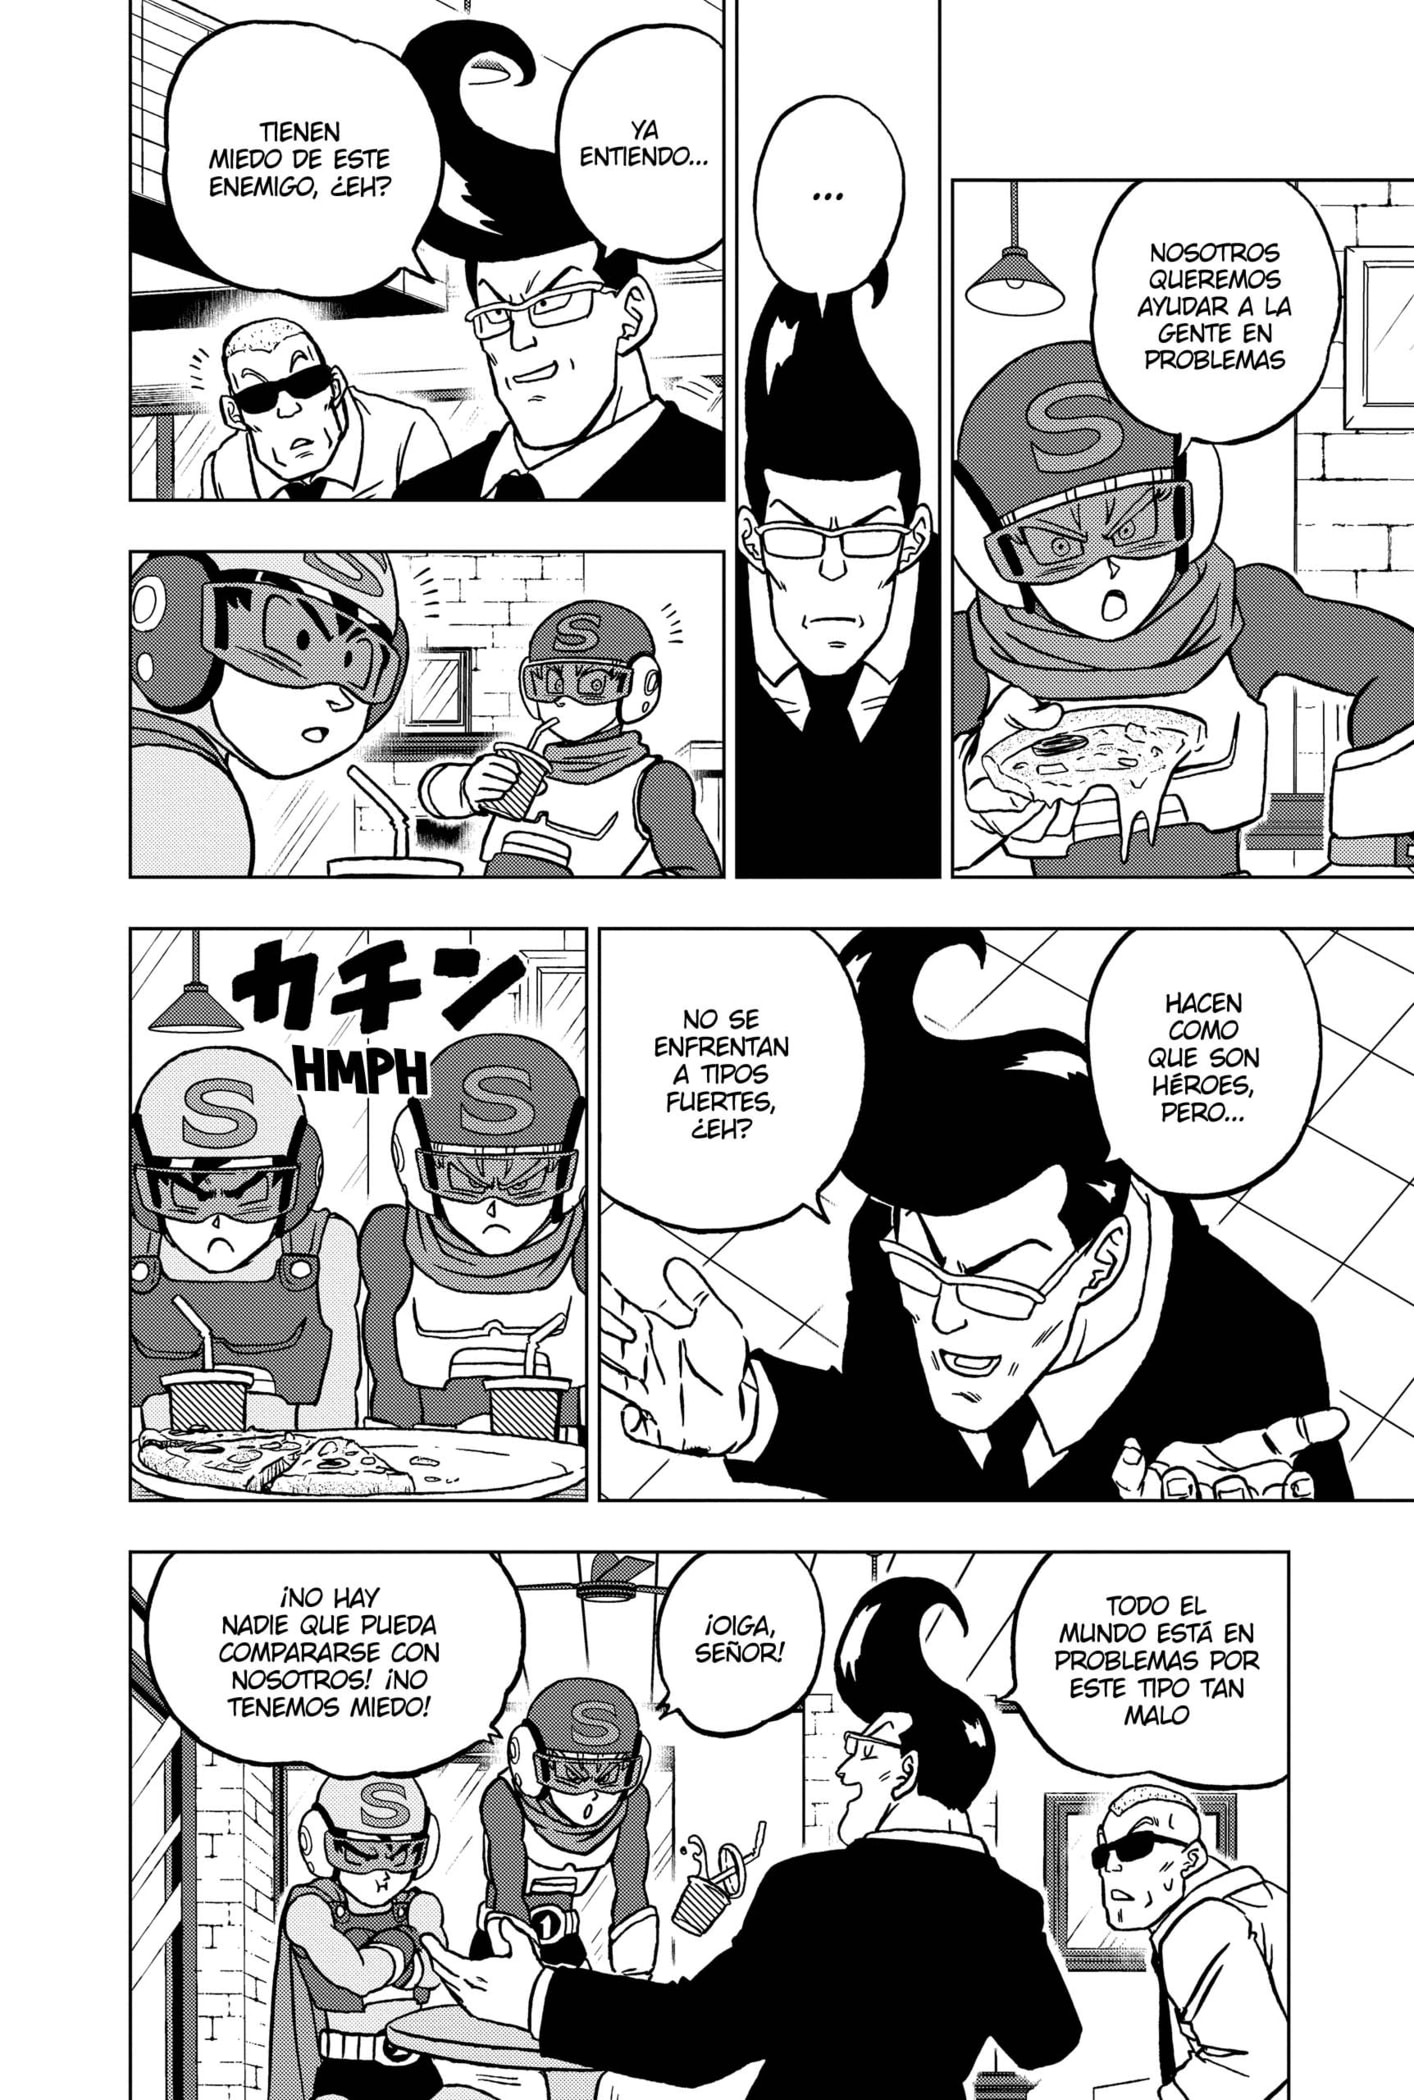 NOSOTROS
QUEREMOS
AYUDAR A LA
GENTE EN
PROBLEMAS
...
YA
ENTIENDO...
TIENEN
MIEDO DE ESTE
ENEMIGO, ¿EH?
S
S
S
HACEN
COMO
QUE SON
HÉROES,
PERO...
NO SE
ENFRENTAN
A TIPOS
FUERTES,
¿EH?
カチン
HMPH
S
S
TODO EL
MUNDO ESTÁ EN
PROBLEMAS POR
ESTE TIPO TAN
MALO
¡OIGA,
SEÑOR!
¡NO HAY
NADIE QUE PUEDA
COMPARARSE CON
NOSOTROS! ¡NO
TENEMOS MIEDO!
S
S
1